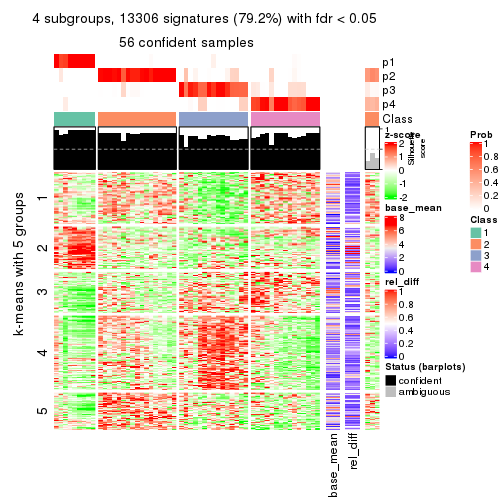 4 subgroups, 13306 signatures (79.2%) with fdr < 0.05
56 confident samples
p1
p2
p3
p4
Class
1
Silhouette
score
k-means with 5 groups
1
2
3
4
5
base_mean
rel_diff
z-score
2
1
0
-1
-2
base_mean
8
6
4
2
0
rel_diff
1
0.8
0.6
0.4
0.2
0
Status (barplots)
confident
ambiguous
Prob
1
0.8
0.6
0.4
0.2
0
Class
1
2
3
4